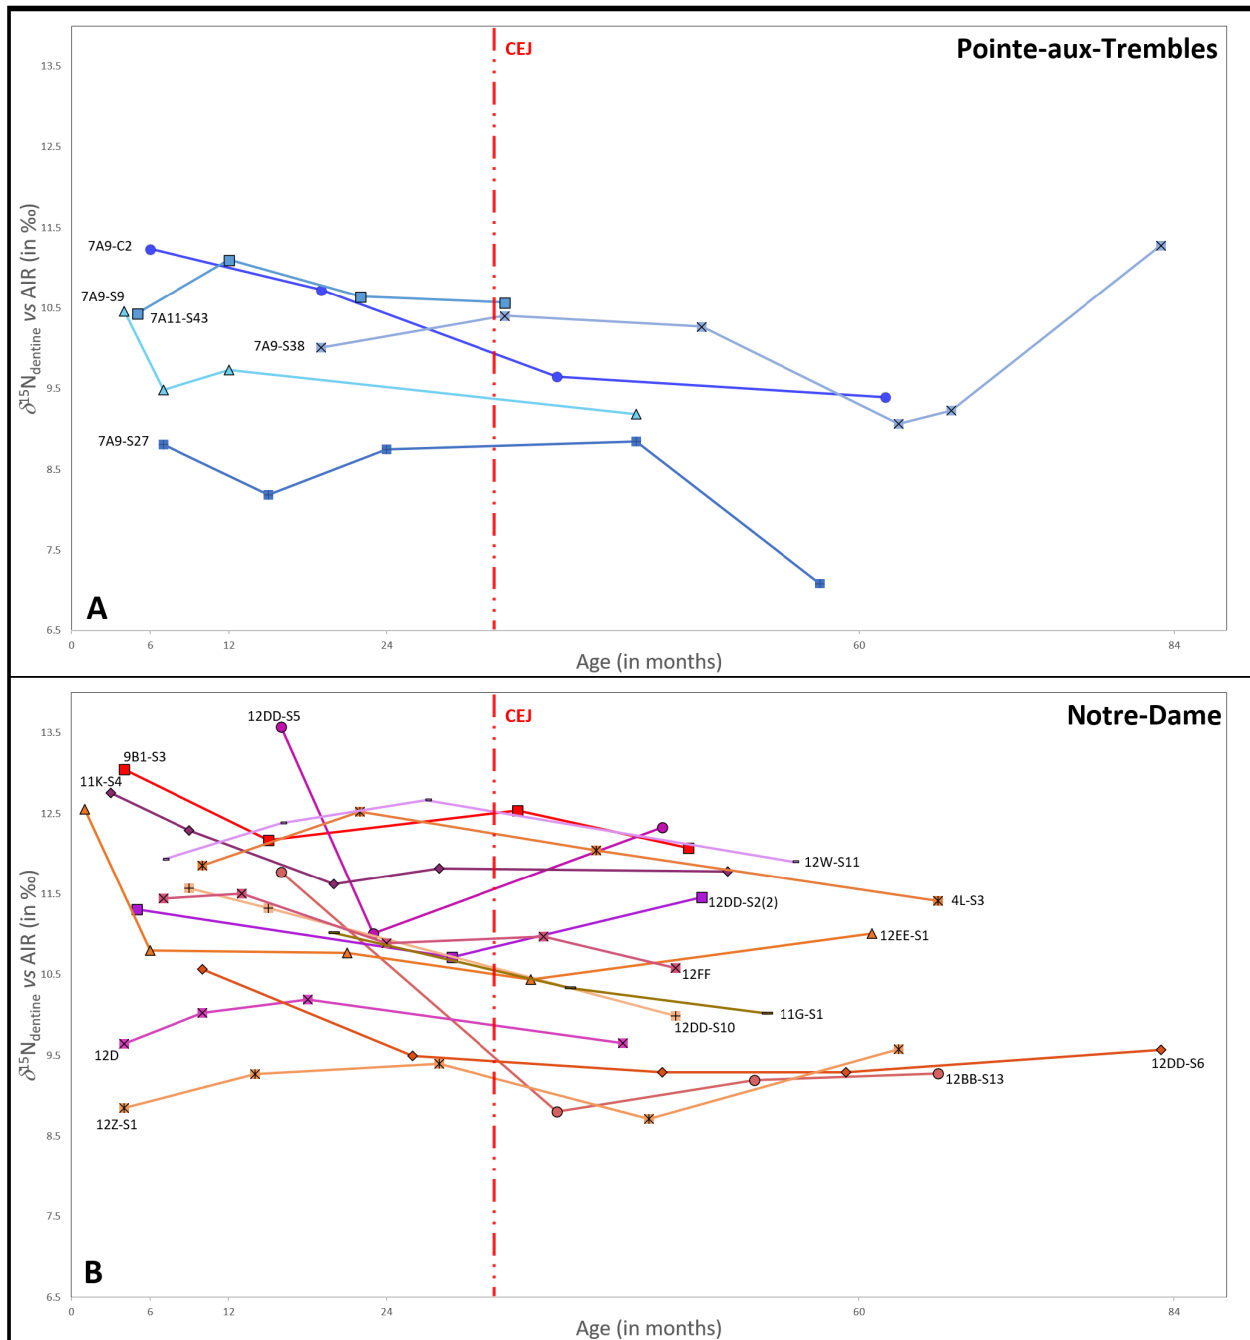 Pointe-aux-Trembles
CEJ
δ¹⁵N_dentine vs AIR (in ‰)
13.5
12.5
11.5
10.5
9.5
8.5
7.5
6.5
7A9-C2
7A9-S9
7A11-S43
7A9-S38
7A9-S27
A
0 6 12 24 60 84
Age (in months)
Notre-Dame
CEJ
δ¹⁵N_dentine vs AIR (in ‰)
13.5
12.5
11.5
10.5
9.5
8.5
7.5
6.5
12DD-S5
9B1-S3
11K-S4
12W-S11
4L-S3
12DD-S2(2)
12EE-S1
12FF
11G-S1
12DD-S10
12D
12DD-S6
12BB-S13
12Z-S1
B
0 6 12 24 60 84
Age (in months)